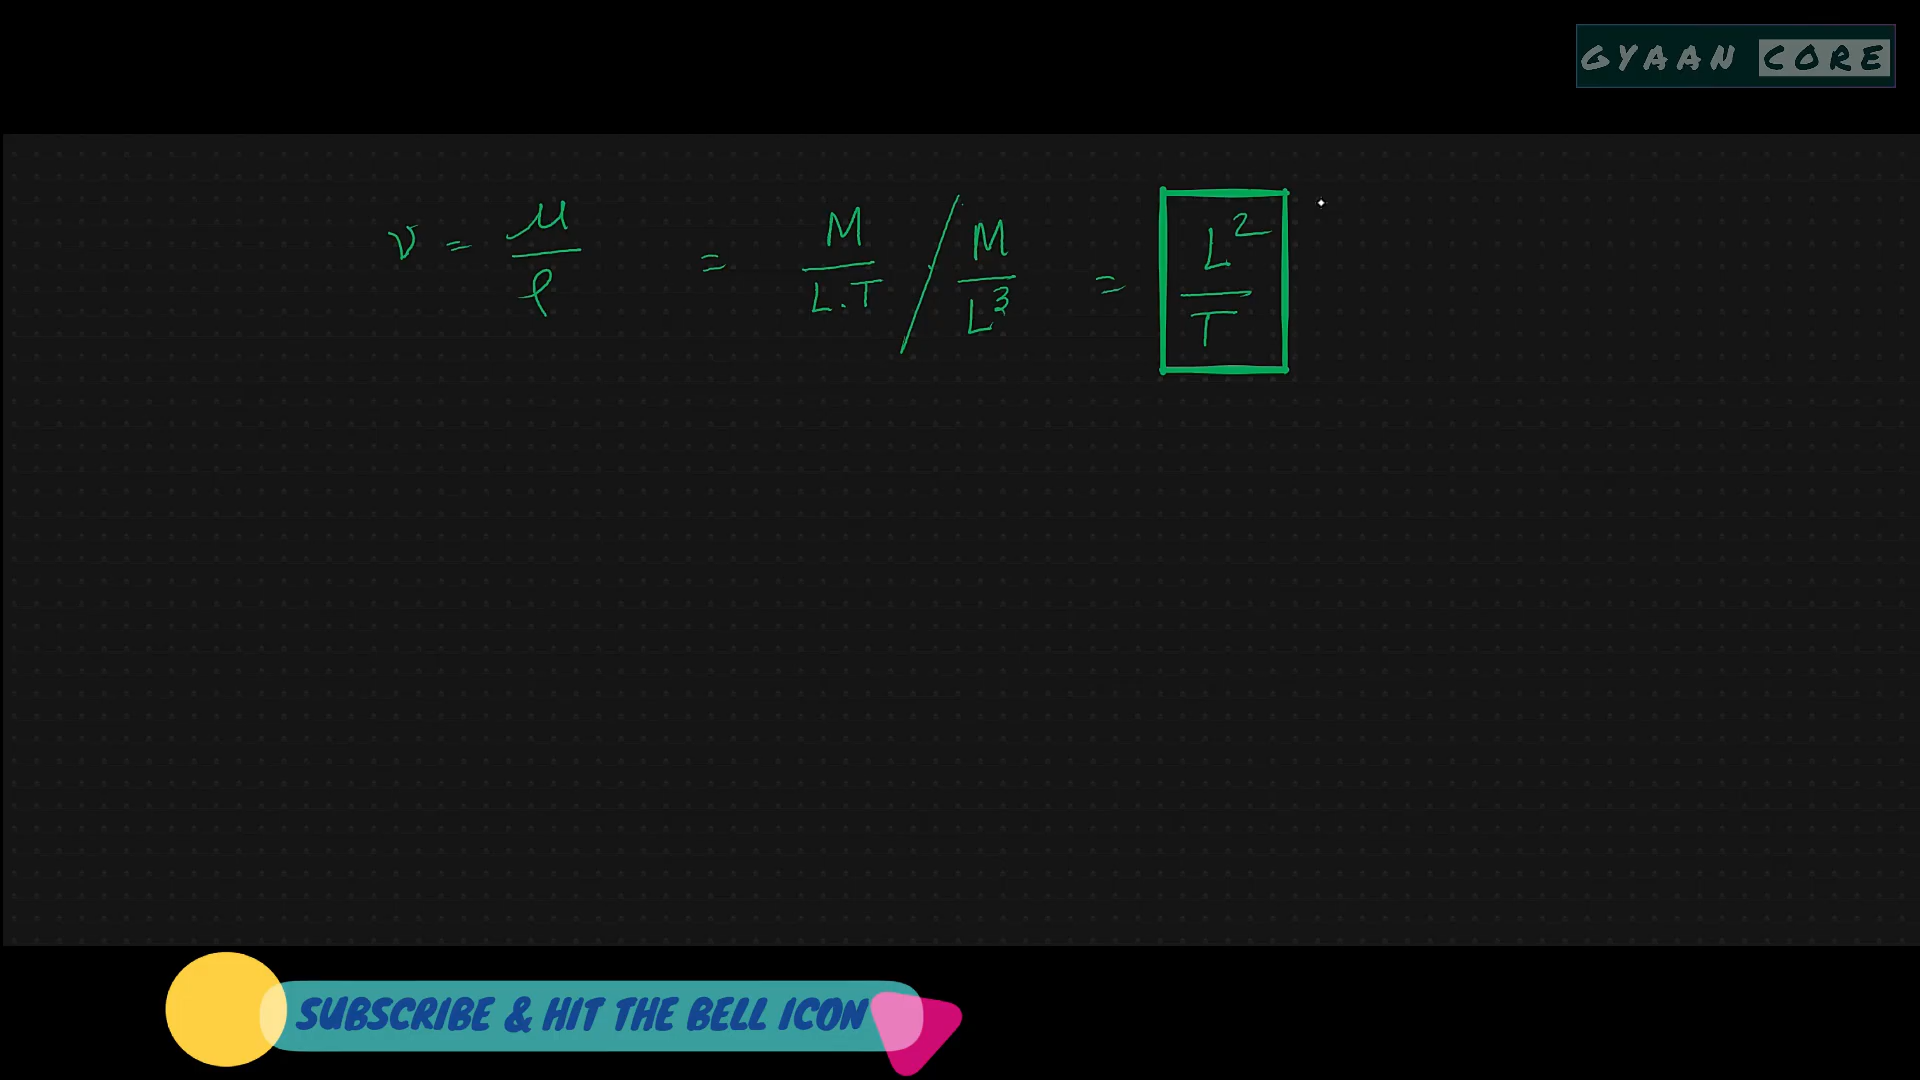 GYAAN CORE
ν = μ/ρ = M/L.T / M/L³ = L²/T
SUBSCRIBE & HIT THE BELL ICON